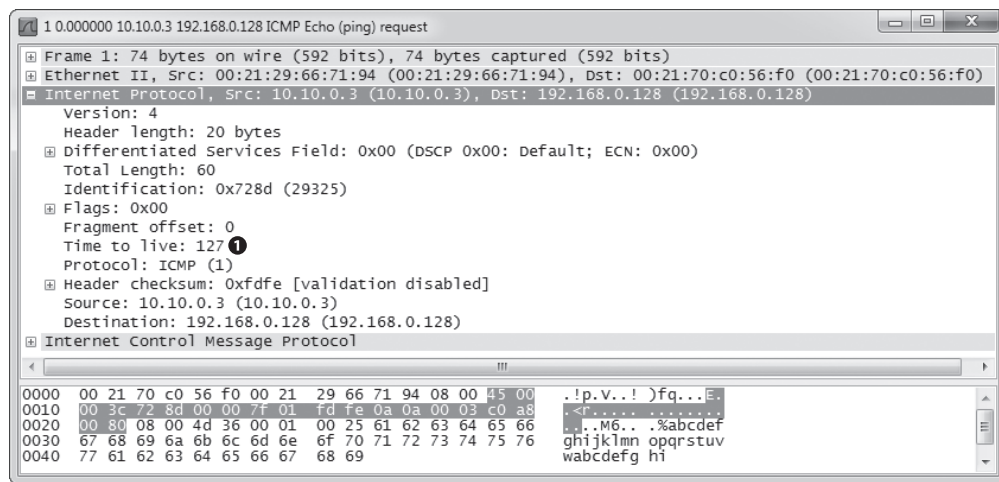 1 0.000000 10.10.0.3 192.168.0.128 ICMP Echo (ping) request
Frame 1: 74 bytes on wire (592 bits), 74 bytes captured (592 bits)
Ethernet II, Src: 00:21:29:66:71:94 (00:21:29:66:71:94), Dst: 00:21:70:c0:56:f0 (00:21:70:c0:56:f0)
Internet Protocol, Src: 10.10.0.3 (10.10.0.3), Dst: 192.168.0.128 (192.168.0.128)
Version: 4
Header length: 20 bytes
Differentiated Services Field: 0x00 (DSCP 0x00: Default; ECN: 0x00)
Total Length: 60
Identification: 0x728d (29325)
Flags: 0x00
Fragment offset: 0
Time to live: 127 ❶
Protocol: ICMP (1)
Header checksum: 0xfdfe [validation disabled]
Source: 10.10.0.3 (10.10.0.3)
Destination: 192.168.0.128 (192.168.0.128)
Internet Control Message Protocol
0000 00 21 70 c0 56 f0 00 21 29 66 71 94 08 00 45 00 .!p.V..! )fq...E.
0010 00 3c 72 8d 00 00 7f 01 fd fe 0a 0a 00 03 c0 a8 .<r..... ........
0020 00 80 08 00 4d 36 00 01 00 25 61 62 63 64 65 66 ....M6.. .%abcdef
0030 67 68 69 6a 6b 6c 6d 6e 6f 70 71 72 73 74 75 76 ghijklmn opqrstuv
0040 77 61 62 63 64 65 66 67 68 69 wabcdefg hi